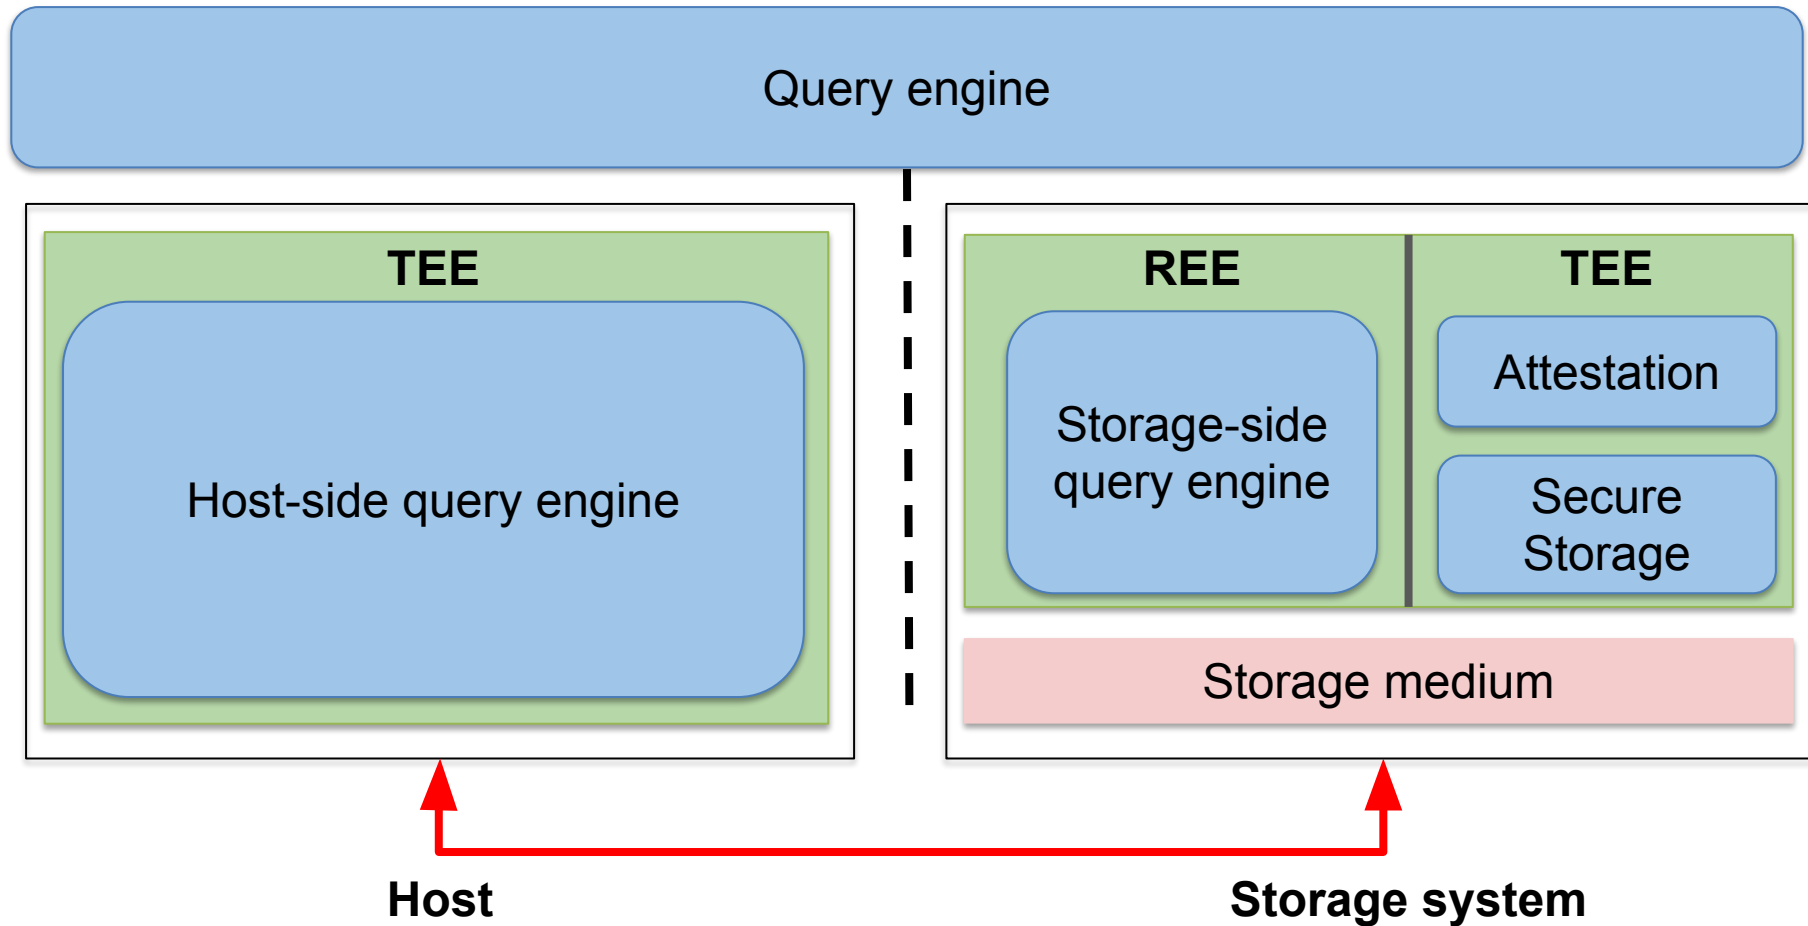 Query engine
TEE
Host-side query engine
REE
Storage-side
query engine
TEE
Attestation
Secure
Storage
Storage medium
Host
Storage system